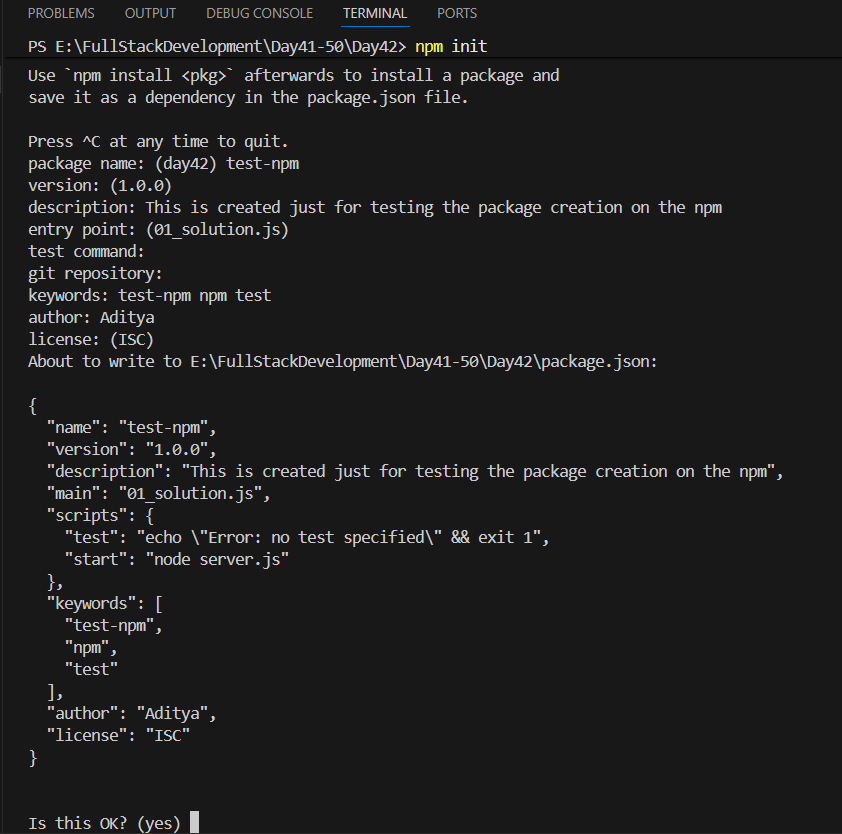 PROBLEMS OUTPUT DEBUG CONSOLE TERMINAL PORTS
PS E:\FullStackDevelopment\Day41-50\Day42> npm init
Use `npm install <pkg>` afterwards to install a package and
save it as a dependency in the package.json file.
Press ^C at any time to quit.
package name: (day42) test-npm
version: (1.0.0)
description: This is created just for testing the package creation on the npm
entry point: (01_solution.js)
test command:
git repository:
keywords: test-npm npm test
author: Aditya
license: (ISC)
About to write to E:\FullStackDevelopment\Day41-50\Day42\package.json:
{
  "name": "test-npm",
  "version": "1.0.0",
  "description": "This is created just for testing the package creation on the npm",
  "main": "01_solution.js",
  "scripts": {
    "test": "echo \"Error: no test specified\" && exit 1",
    "start": "node server.js"
  },
  "keywords": [
    "test-npm",
    "npm",
    "test"
  ],
  "author": "Aditya",
  "license": "ISC"
}
Is this OK? (yes)